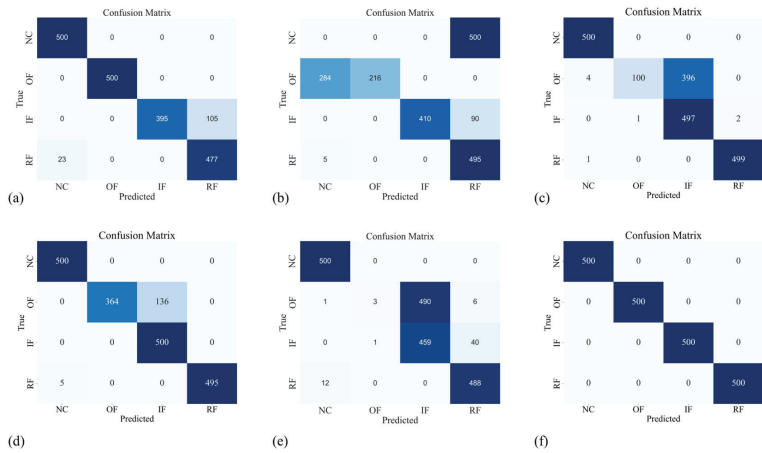 Confusion Matrix
NC 500 0 0 0
OF 0 500 0 0
IF 0 0 395 105
RF 23 0 0 477
NC OF IF RF
True
Predicted
(a)
Confusion Matrix
NC 0 0 0 500
OF 284 216 0 0
IF 0 0 410 90
RF 5 0 0 495
NC OF IF RF
True
Predicted
(b)
Confusion Matrix
NC 500 0 0 0
OF 4 100 396 0
IF 0 1 497 2
RF 1 0 0 499
NC OF IF RF
True
Predicted
(c)
Confusion Matrix
NC 500 0 0 0
OF 0 364 136 0
IF 0 0 500 0
RF 5 0 0 495
NC OF IF RF
True
Predicted
(d)
Confusion Matrix
NC 500 0 0 0
OF 1 3 490 6
IF 0 1 459 40
RF 12 0 0 488
NC OF IF RF
True
Predicted
(e)
Confusion Matrix
NC 500 0 0 0
OF 0 500 0 0
IF 0 0 500 0
RF 0 0 0 500
NC OF IF RF
True
Predicted
(f)